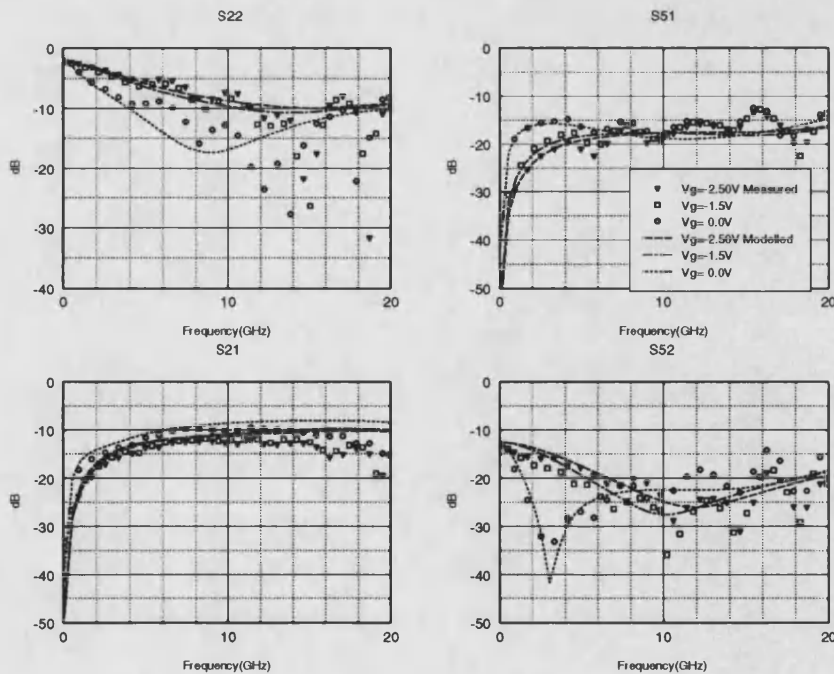 S22
S51
0
-10
-20
-30
-40
dB
0
10
20
Frequency(GHz)
0
-10
-20
-30
-40
-50
dB
Vg=-2.50V Measured
Vg=-1.5V
Vg= 0.0V
Vg=-2.50V Modelled
Vg=-1.5V
Vg= 0.0V
0
10
20
Frequency(GHz)
S21
S52
0
-10
-20
-30
-40
-50
dB
0
10
20
Frequency(GHz)
0
-10
-20
-30
-40
-50
dB
0
10
20
Frequency(GHz)